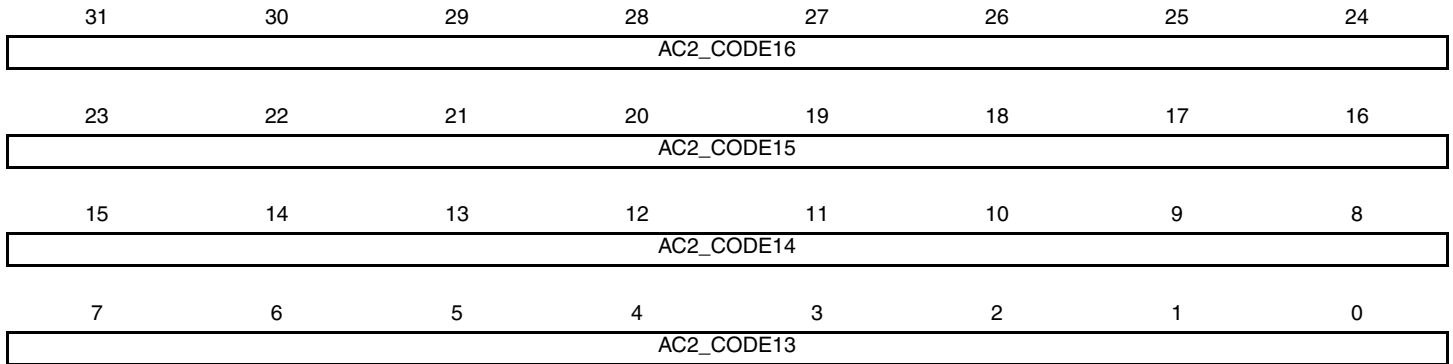 31 30 29 28 27 26 25 24
AC2_CODE16
23 22 21 20 19 18 17 16
AC2_CODE15
15 14 13 12 11 10 9 8
AC2_CODE14
7 6 5 4 3 2 1 0
AC2_CODE13